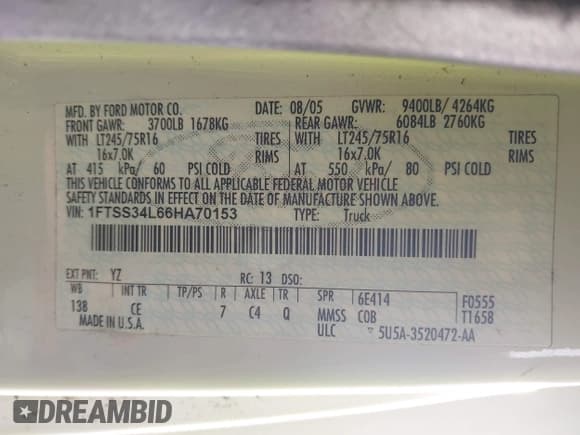 MFD. BY FORD MOTOR CO. DATE: 08/05 GVWR: 9400LB/ 4264KG
FRONT GAWR: 3700LB 1678KG REAR GAWR: 6084LB 2760KG
WITH LT245/75R16 TIRES WITH LT245/75R16 TIRES
16x7.0K RIMS 16x7.0K RIMS
AT 415 kPa/ 60 PSI COLD AT 550 kPa/ 80 PSI COLD
THIS VEHICLE CONFORMS TO ALL APPLICABLE FEDERAL MOTOR VEHICLE
SAFETY STANDARDS IN EFFECT ON THE DATE OF MANUFACTURE SHOWN ABOVE.
VIN: 1FTSS34L66HA70153 TYPE: Truck
EXT PNT: YZ RC: 13 DSO:
WB INT TR TP/PS R AXLE TR SPR 6E414 F0555
138 CE 7 C4 Q MMSS COB T1658
MADE IN U.S.A. ULC 5U5A-3520472-AA
DREAMBID